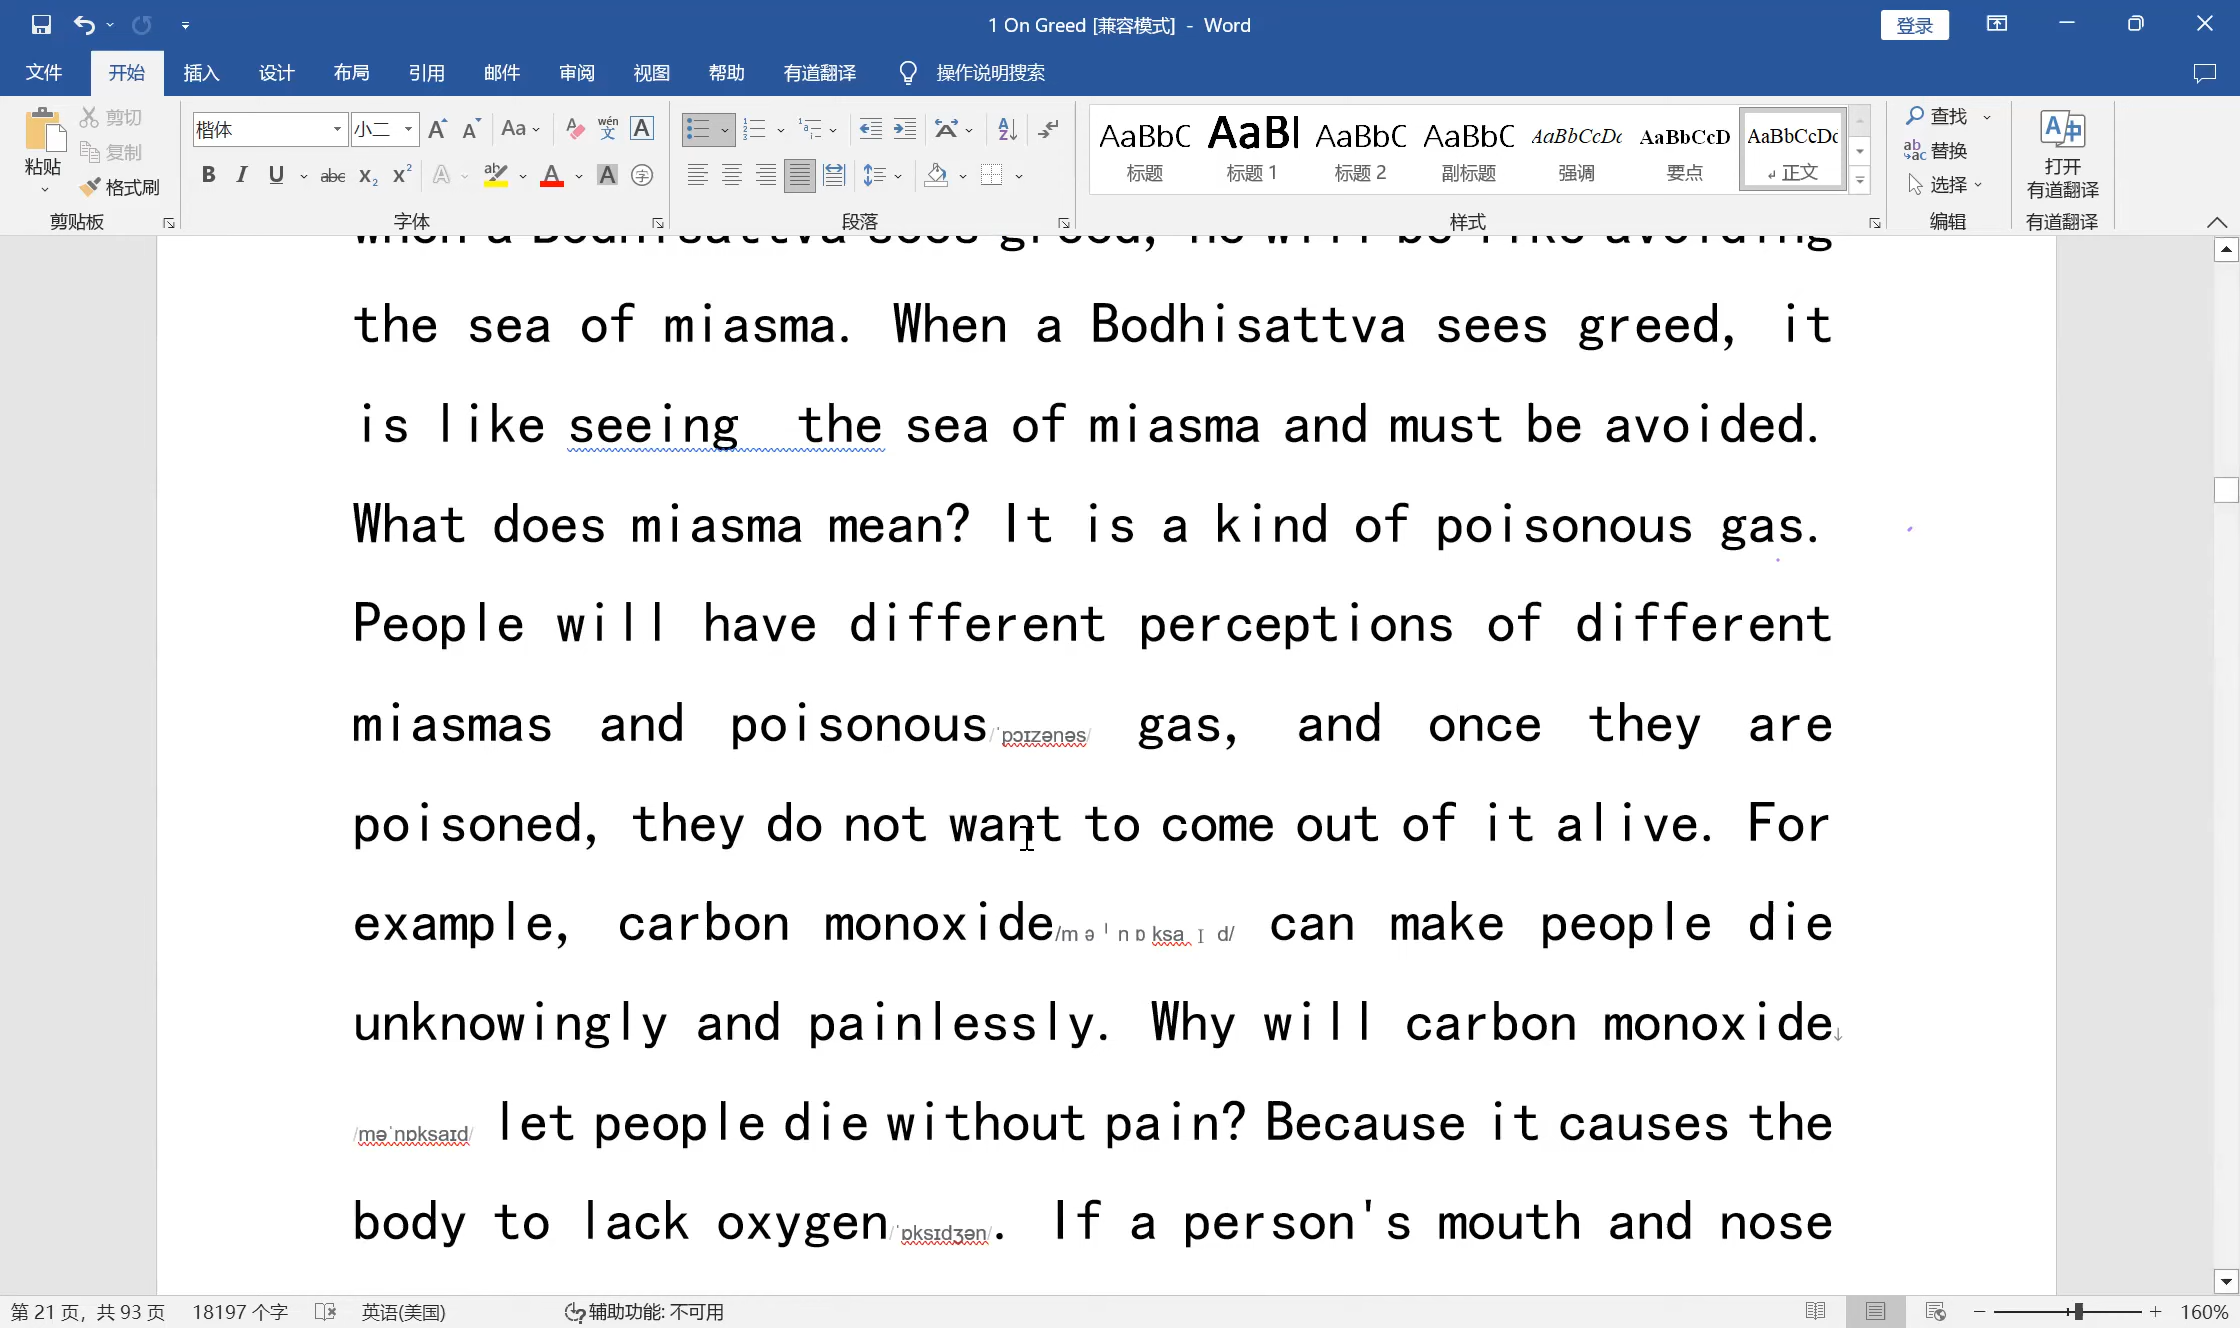 1 On Greed [兼容模式] - Word
登录
文件 开始 插入 设计 布局 引用 邮件 审阅 视图 帮助 有道翻译 操作说明搜索
粘贴 剪切 复制 格式刷
楷体 小二
AaBbC AaBl AaBbC AaBbC AaBbCcDc AaBbCcD AaBbCcDc
标题 标题 1 标题 2 副标题 强调 要点 ↲正文
查找 替换 选择
打开
有道翻译
剪贴板 字体 段落 样式 编辑 有道翻译
when a Bodhisattva sees greed, he will be like avoiding
the sea of miasma. When a Bodhisattva sees greed, it
is like seeing the sea of miasma and must be avoided.
What does miasma mean? It is a kind of poisonous gas.
People will have different perceptions of different
miasmas and poisonous/ˈpɔɪzənəs/ gas, and once they are
poisoned, they do not want to come out of it alive. For
example, carbon monoxide/m ə ˈ n ɒ ksa ɪ d/ can make people die
unknowingly and painlessly. Why will carbon monoxide↓
/məˈnɒksaɪd/ let people die without pain? Because it causes the
body to lack oxygen/ˈɒksɪdʒən/. If a person's mouth and nose
第 21 页，共 93 页 18197 个字 英语(美国) 辅助功能: 不可用 160%